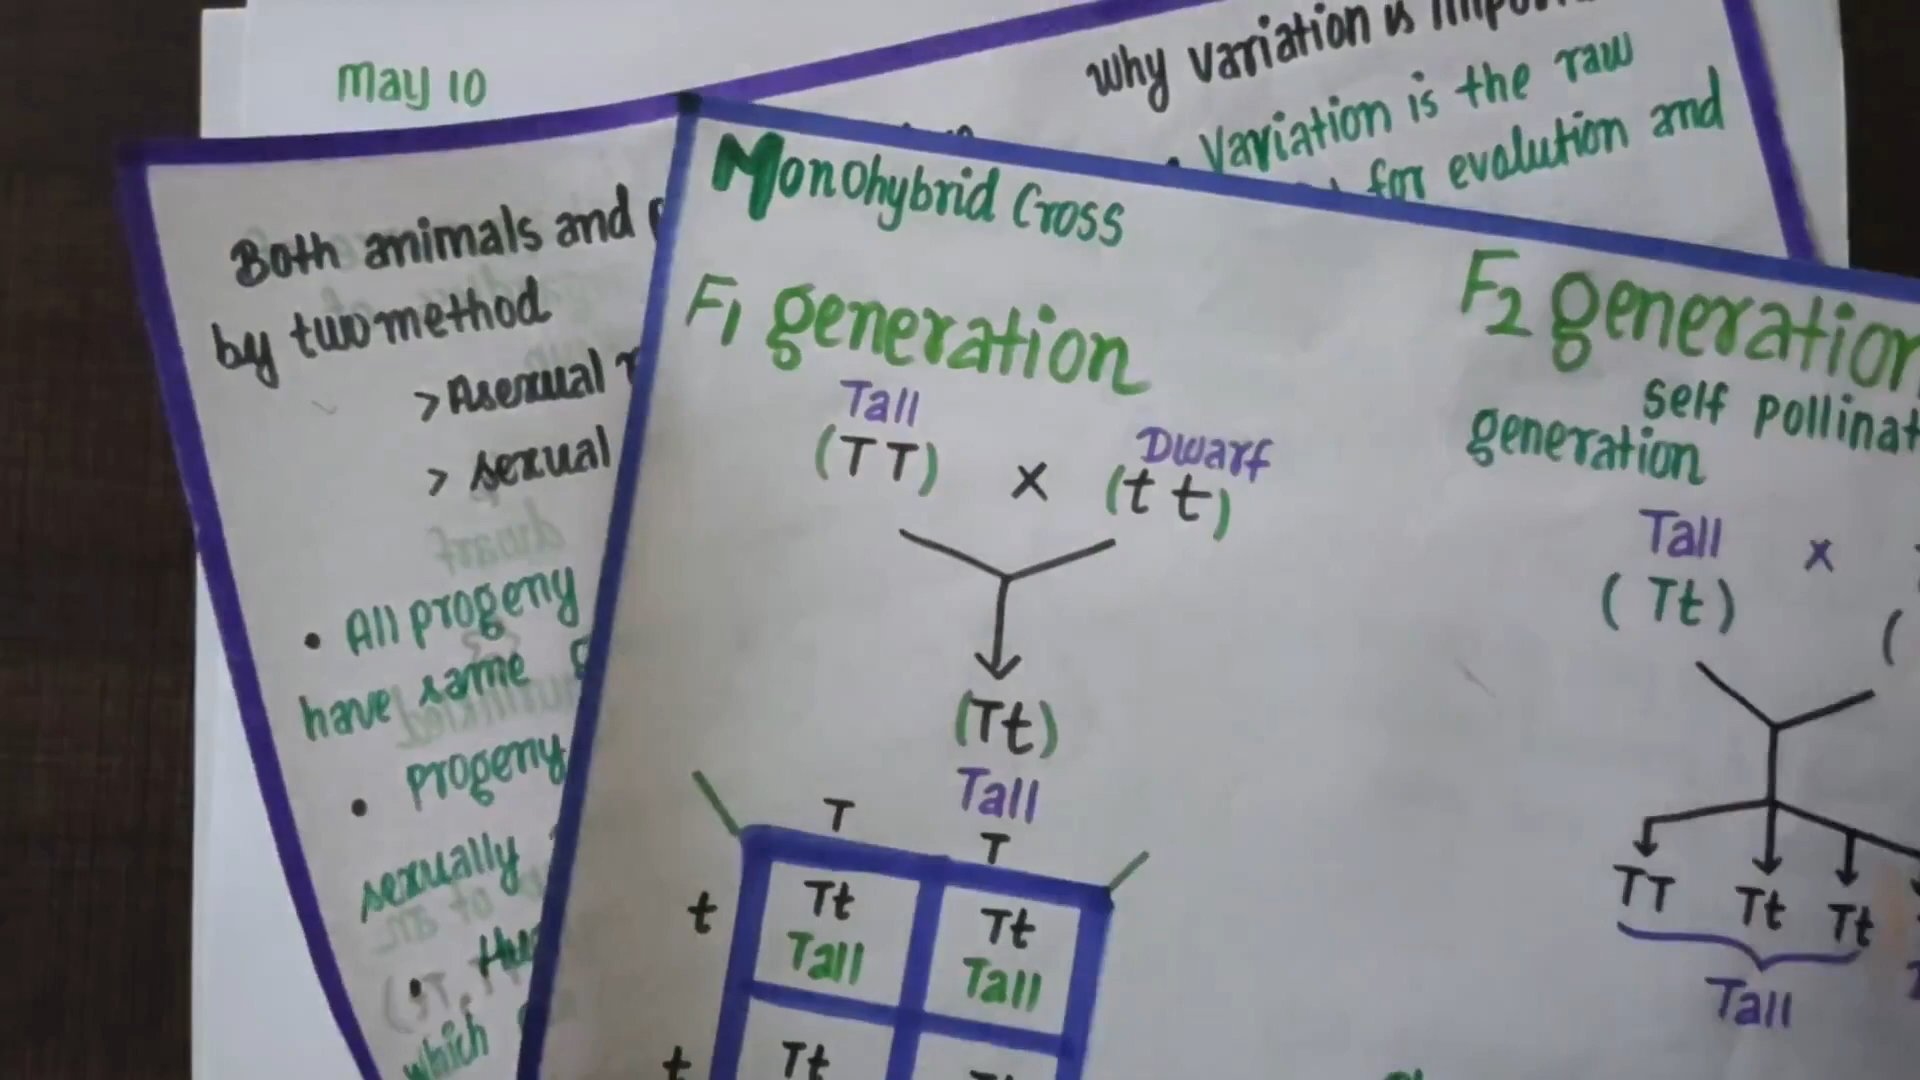 May 10
Why variation is
Variation is the raw
for evolution and
Both animals and
by two method
> Asexual
> sexual
• All progeny
have same
• progeny
sexually
•
which
Monohybrid Cross
F1 generation
Tall
(TT) × Dwarf
(tt)
(Tt)
Tall
T T
t Tt Tt
Tall Tall
t Tt
F2 generation
self
generation
Tall ×
(Tt) (
TT Tt Tt
Tall